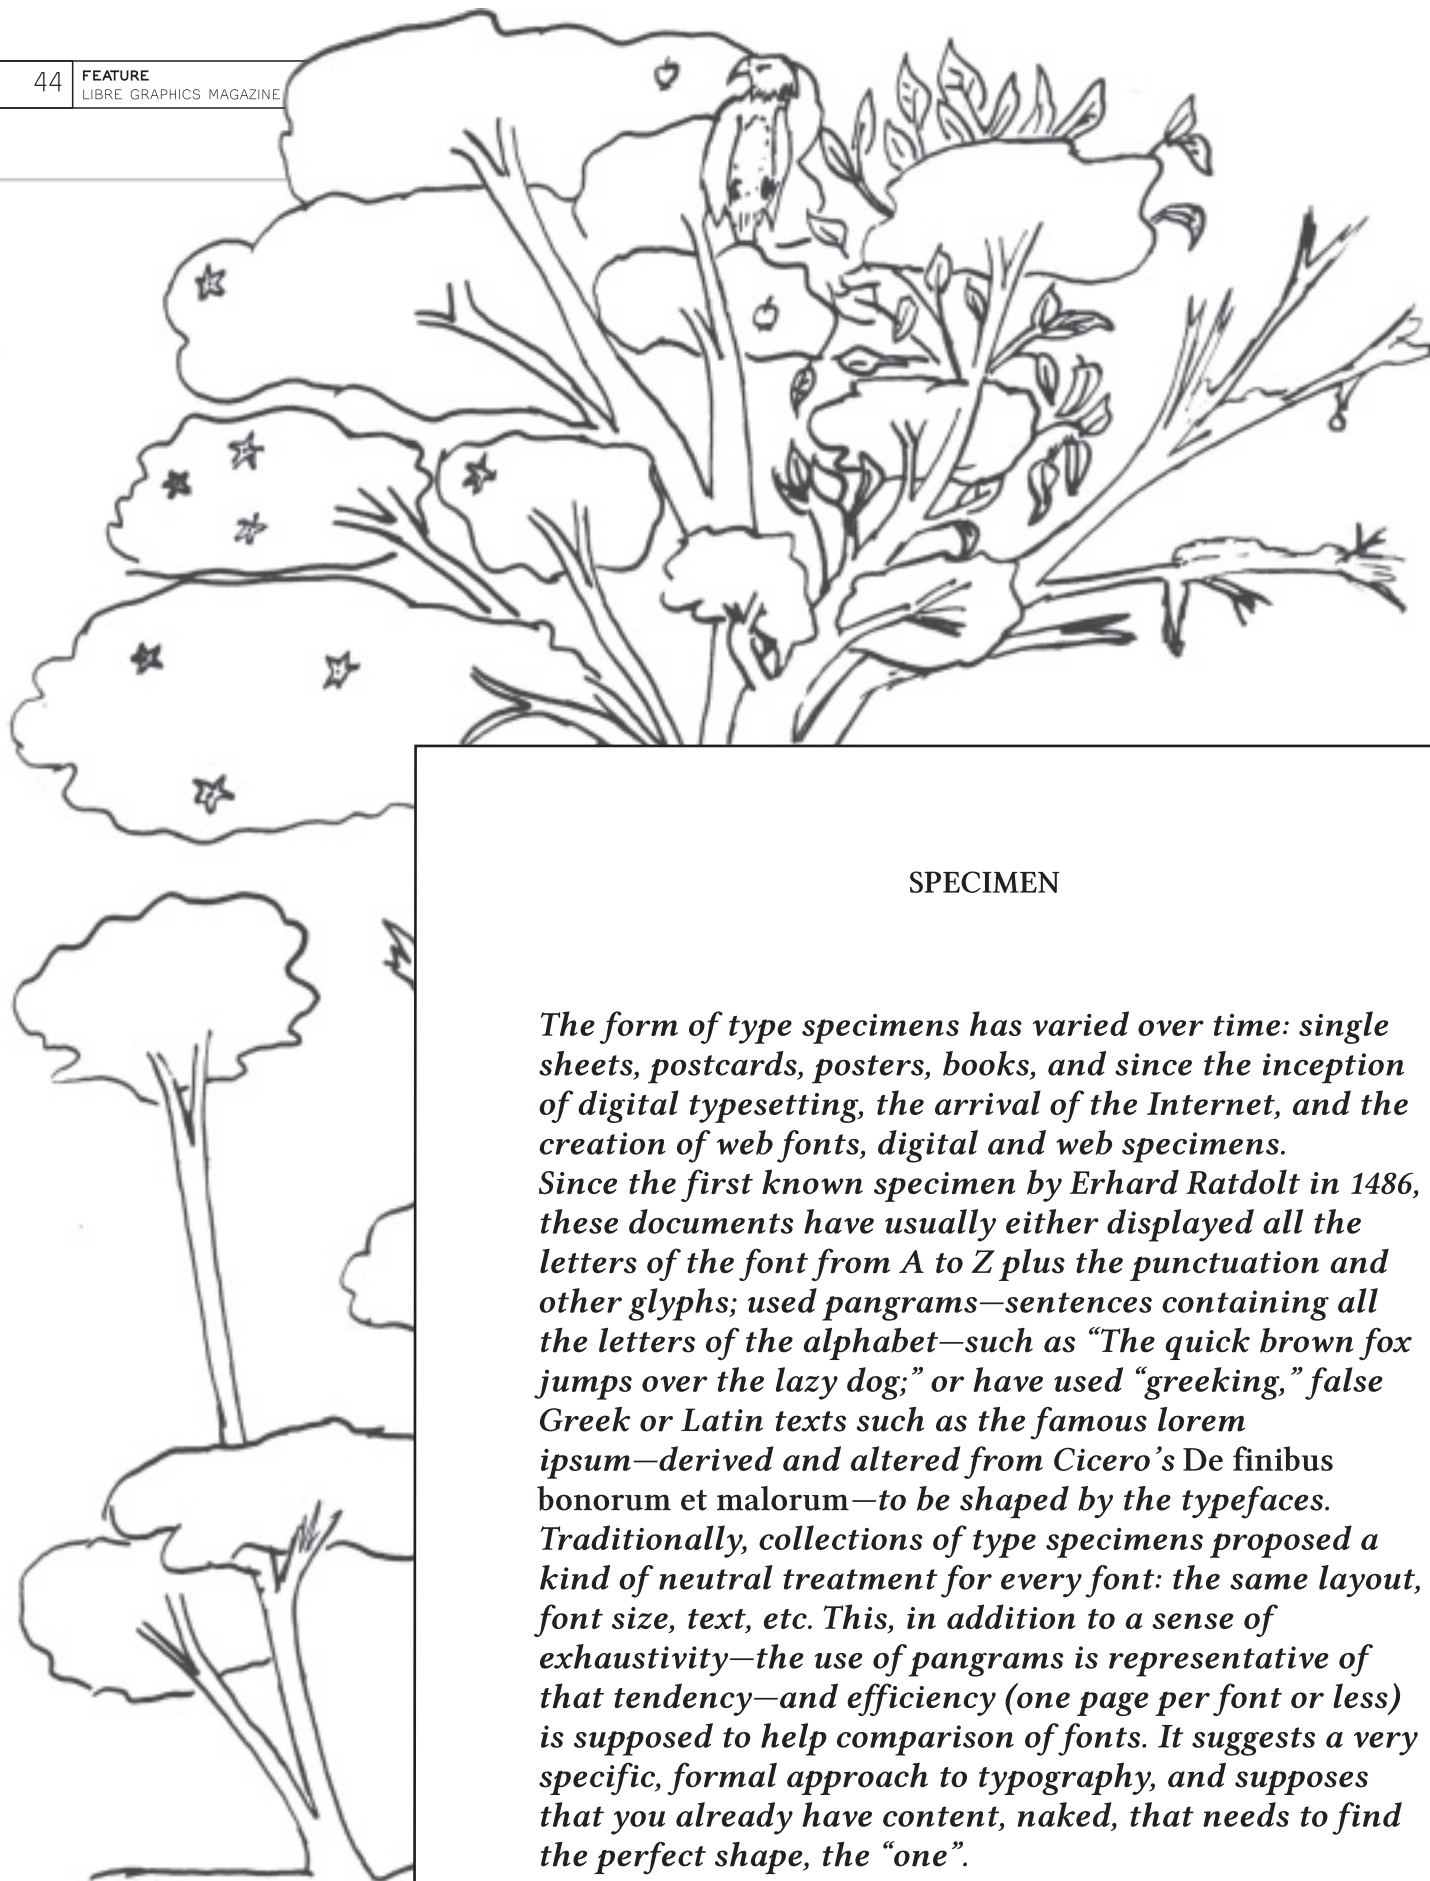 44
FEATURE
LIBRE GRAPHICS MAGAZINE
SPECIMEN
The form of type specimens has varied over time: single
sheets, postcards, posters, books, and since the inception
of digital typesetting, the arrival of the Internet, and the
creation of web fonts, digital and web specimens.
Since the first known specimen by Erhard Ratdolt in 1486,
these documents have usually either displayed all the
letters of the font from A to Z plus the punctuation and
other glyphs; used pangrams—sentences containing all
the letters of the alphabet—such as “The quick brown fox
jumps over the lazy dog;” or have used “greeking,” false
Greek or Latin texts such as the famous lorem
ipsum—derived and altered from Cicero’s De finibus
bonorum et malorum—to be shaped by the typefaces.
Traditionally, collections of type specimens proposed a
kind of neutral treatment for every font: the same layout,
font size, text, etc. This, in addition to a sense of
exhaustivity—the use of pangrams is representative of
that tendency—and efficiency (one page per font or less)
is supposed to help comparison of fonts. It suggests a very
specific, formal approach to typography, and supposes
that you already have content, naked, that needs to find
the perfect shape, the “one”.